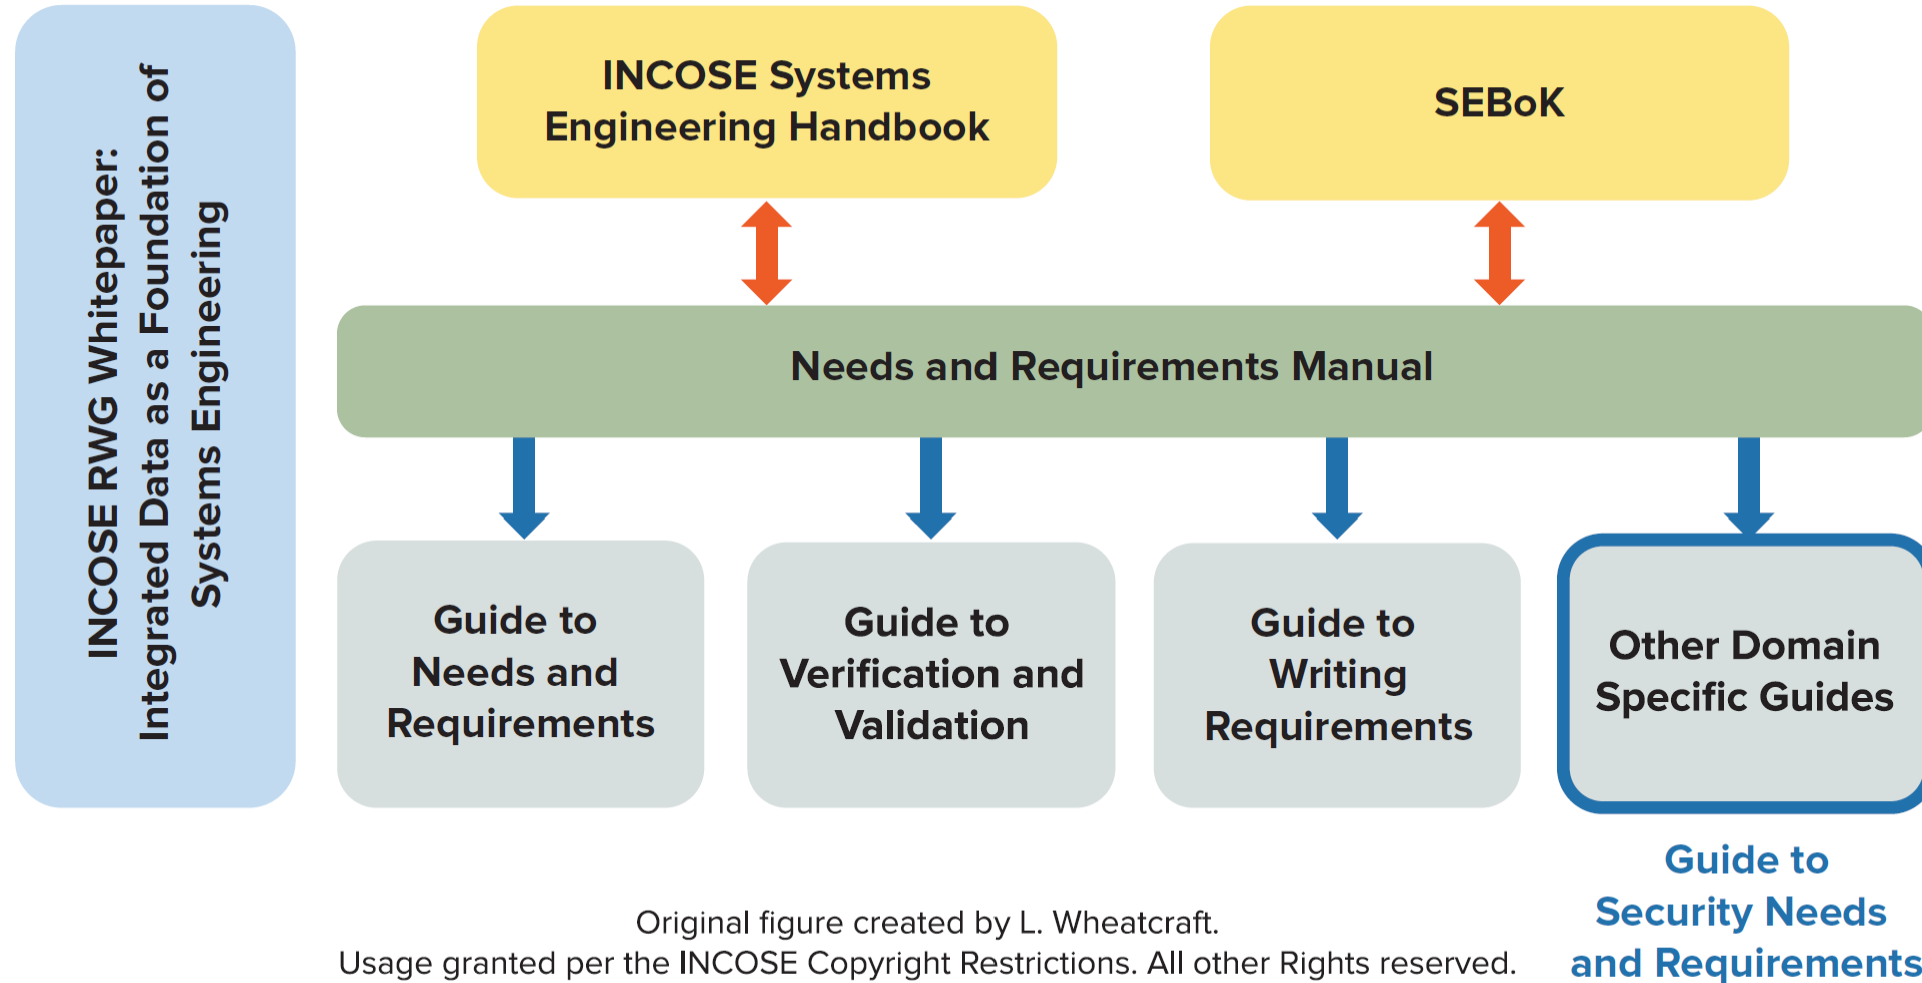 INCOSE RWG Whitepaper:
Integrated Data as a Foundation of
Systems Engineering
INCOSE Systems
Engineering Handbook
SEBoK
Needs and Requirements Manual
Guide to
Needs and
Requirements
Guide to
Verification and
Validation
Guide to
Writing
Requirements
Other Domain
Specific Guides
Guide to
Security Needs
and Requirements
Original figure created by L. Wheatcraft.
Usage granted per the INCOSE Copyright Restrictions. All other Rights reserved.